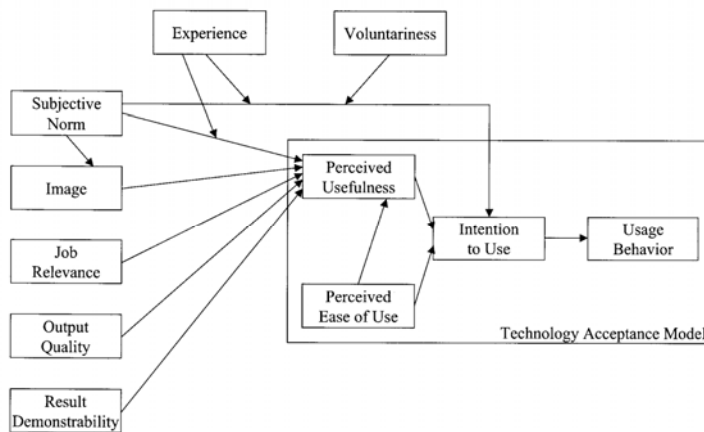 Experience
Voluntariness
Subjective
Norm
Image
Perceived
Usefulness
Job
Relevance
Intention
to Use
Usage
Behavior
Output
Quality
Perceived
Ease of Use
Technology Acceptance Model
Result
Demonstrability